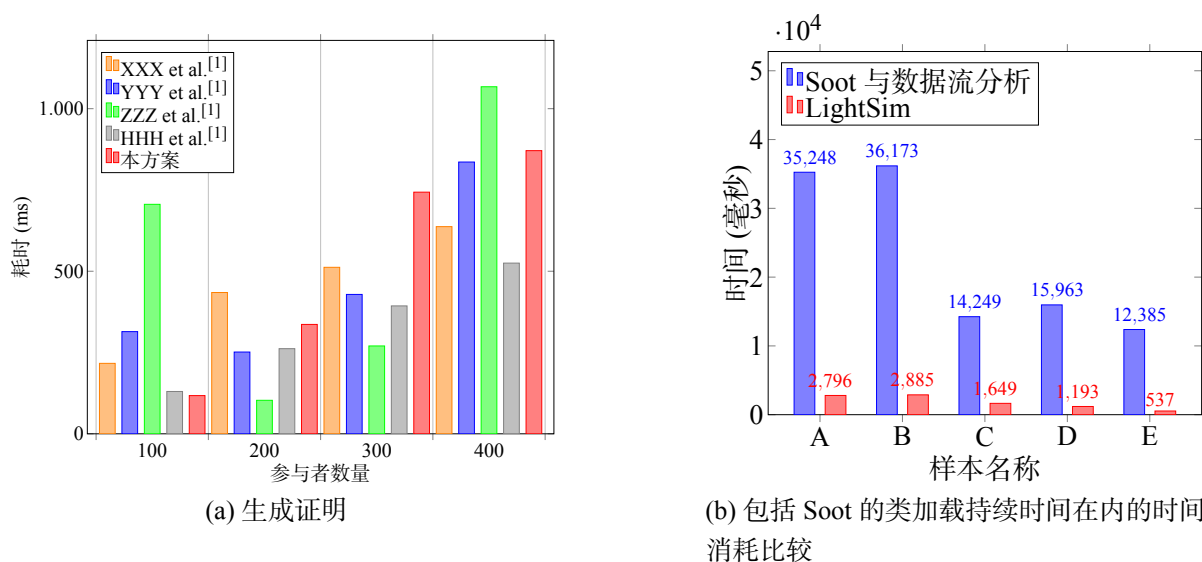 XXX et al.[1]
YYY et al.[1]
ZZZ et al.[1]
HHH et al.[1]
本方案
1.000
500
0
耗时 (ms)
100
200
300
400
参与者数量
(a) 生成证明
·10⁴
Soot 与数据流分析
LightSim
5
4
3
2
1
0
时间 (毫秒)
35,248
36,173
14,249
15,963
12,385
2,796
2,885
1,649
1,193
537
A
B
C
D
E
样本名称
(b) 包括 Soot 的类加载持续时间在内的时间
消耗比较